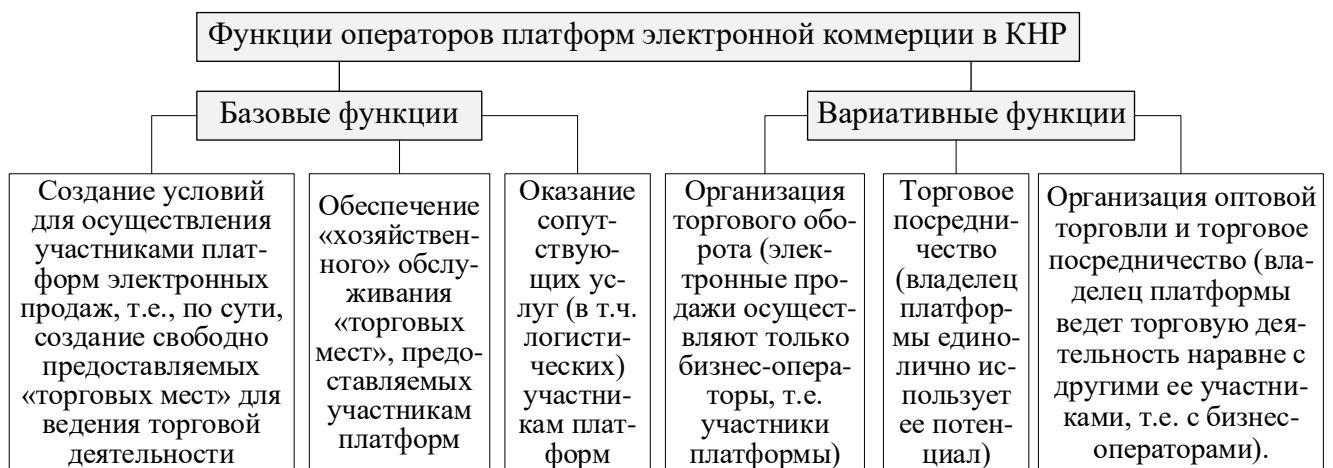 Функции операторов платформ электронной коммерции в КНР
Базовые функции
Вариативные функции
Создание условий
для осуществления
участниками плат-
форм электронных
продаж, т.е., по сути,
создание свободно
предоставляемых
«торговых мест» для
ведения торговой
деятельности
Обеспечение
«хозяйствен-
ного» обслу-
живания
«торговых
мест», предо-
ставляемых
участникам
платформ
Оказание
сопут-
ствую-
щих ус-
луг (в т.ч.
логисти-
ческих)
участни-
кам плат-
форм
Организация
торгового обо-
рота (элек-
тронные про-
дажи осущест-
вляют только
бизнес-опера-
торы, т.е.
участники
платформы)
Торговое
посредни-
чество
(владелец
платфор-
мы едино-
лично ис-
пользует
ее потен-
циал)
Организация оптовой
торговли и торговое
посредничество (вла-
делец платформы
ведет торговую дея-
тельность наравне с
другими ее участни-
ками, т.е. с бизнес-
операторами).